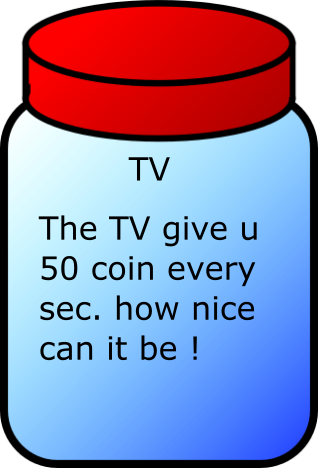 TV
The TV give u
50 coin every
sec. how nice
can it be !